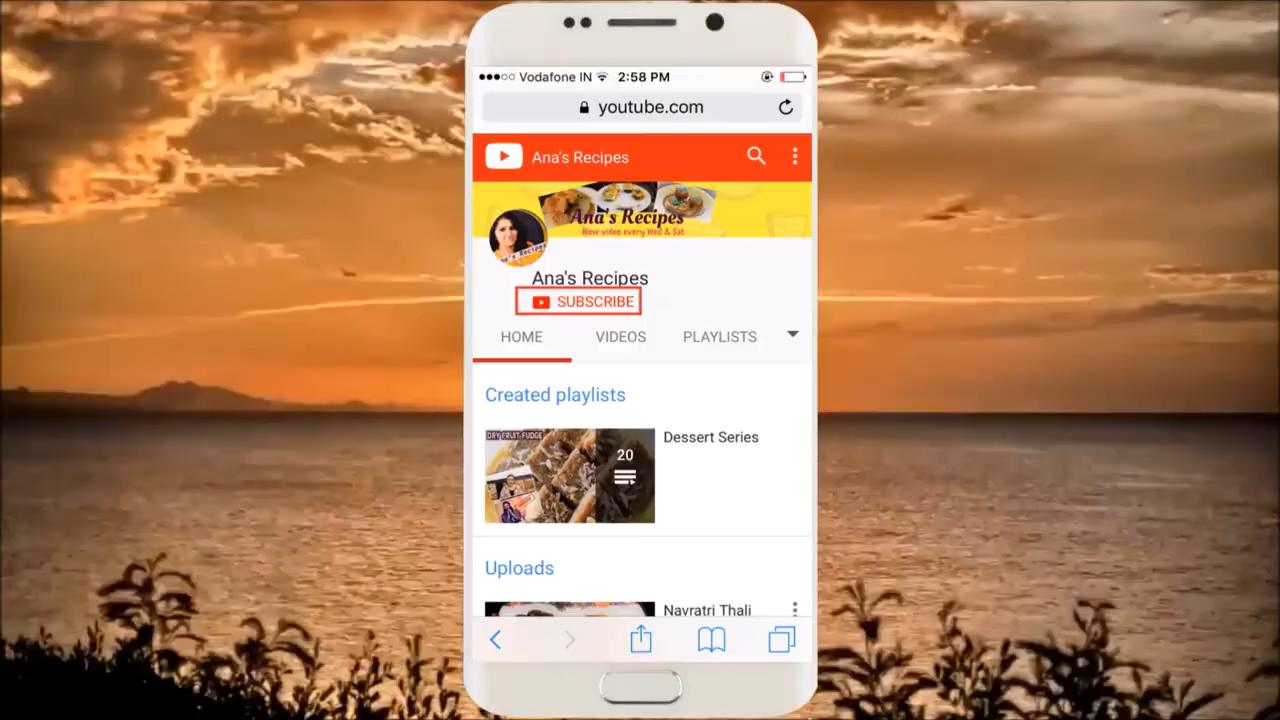 Vodafone IN 2:58 PM
youtube.com
Ana's Recipes
Ana's Recipes
New video every Wed & Sat
Ana's Recipes
SUBSCRIBE
HOME VIDEOS PLAYLISTS
Created playlists
DRY FRUIT FUDGE
20
Dessert Series
Uploads
Navratri Thali